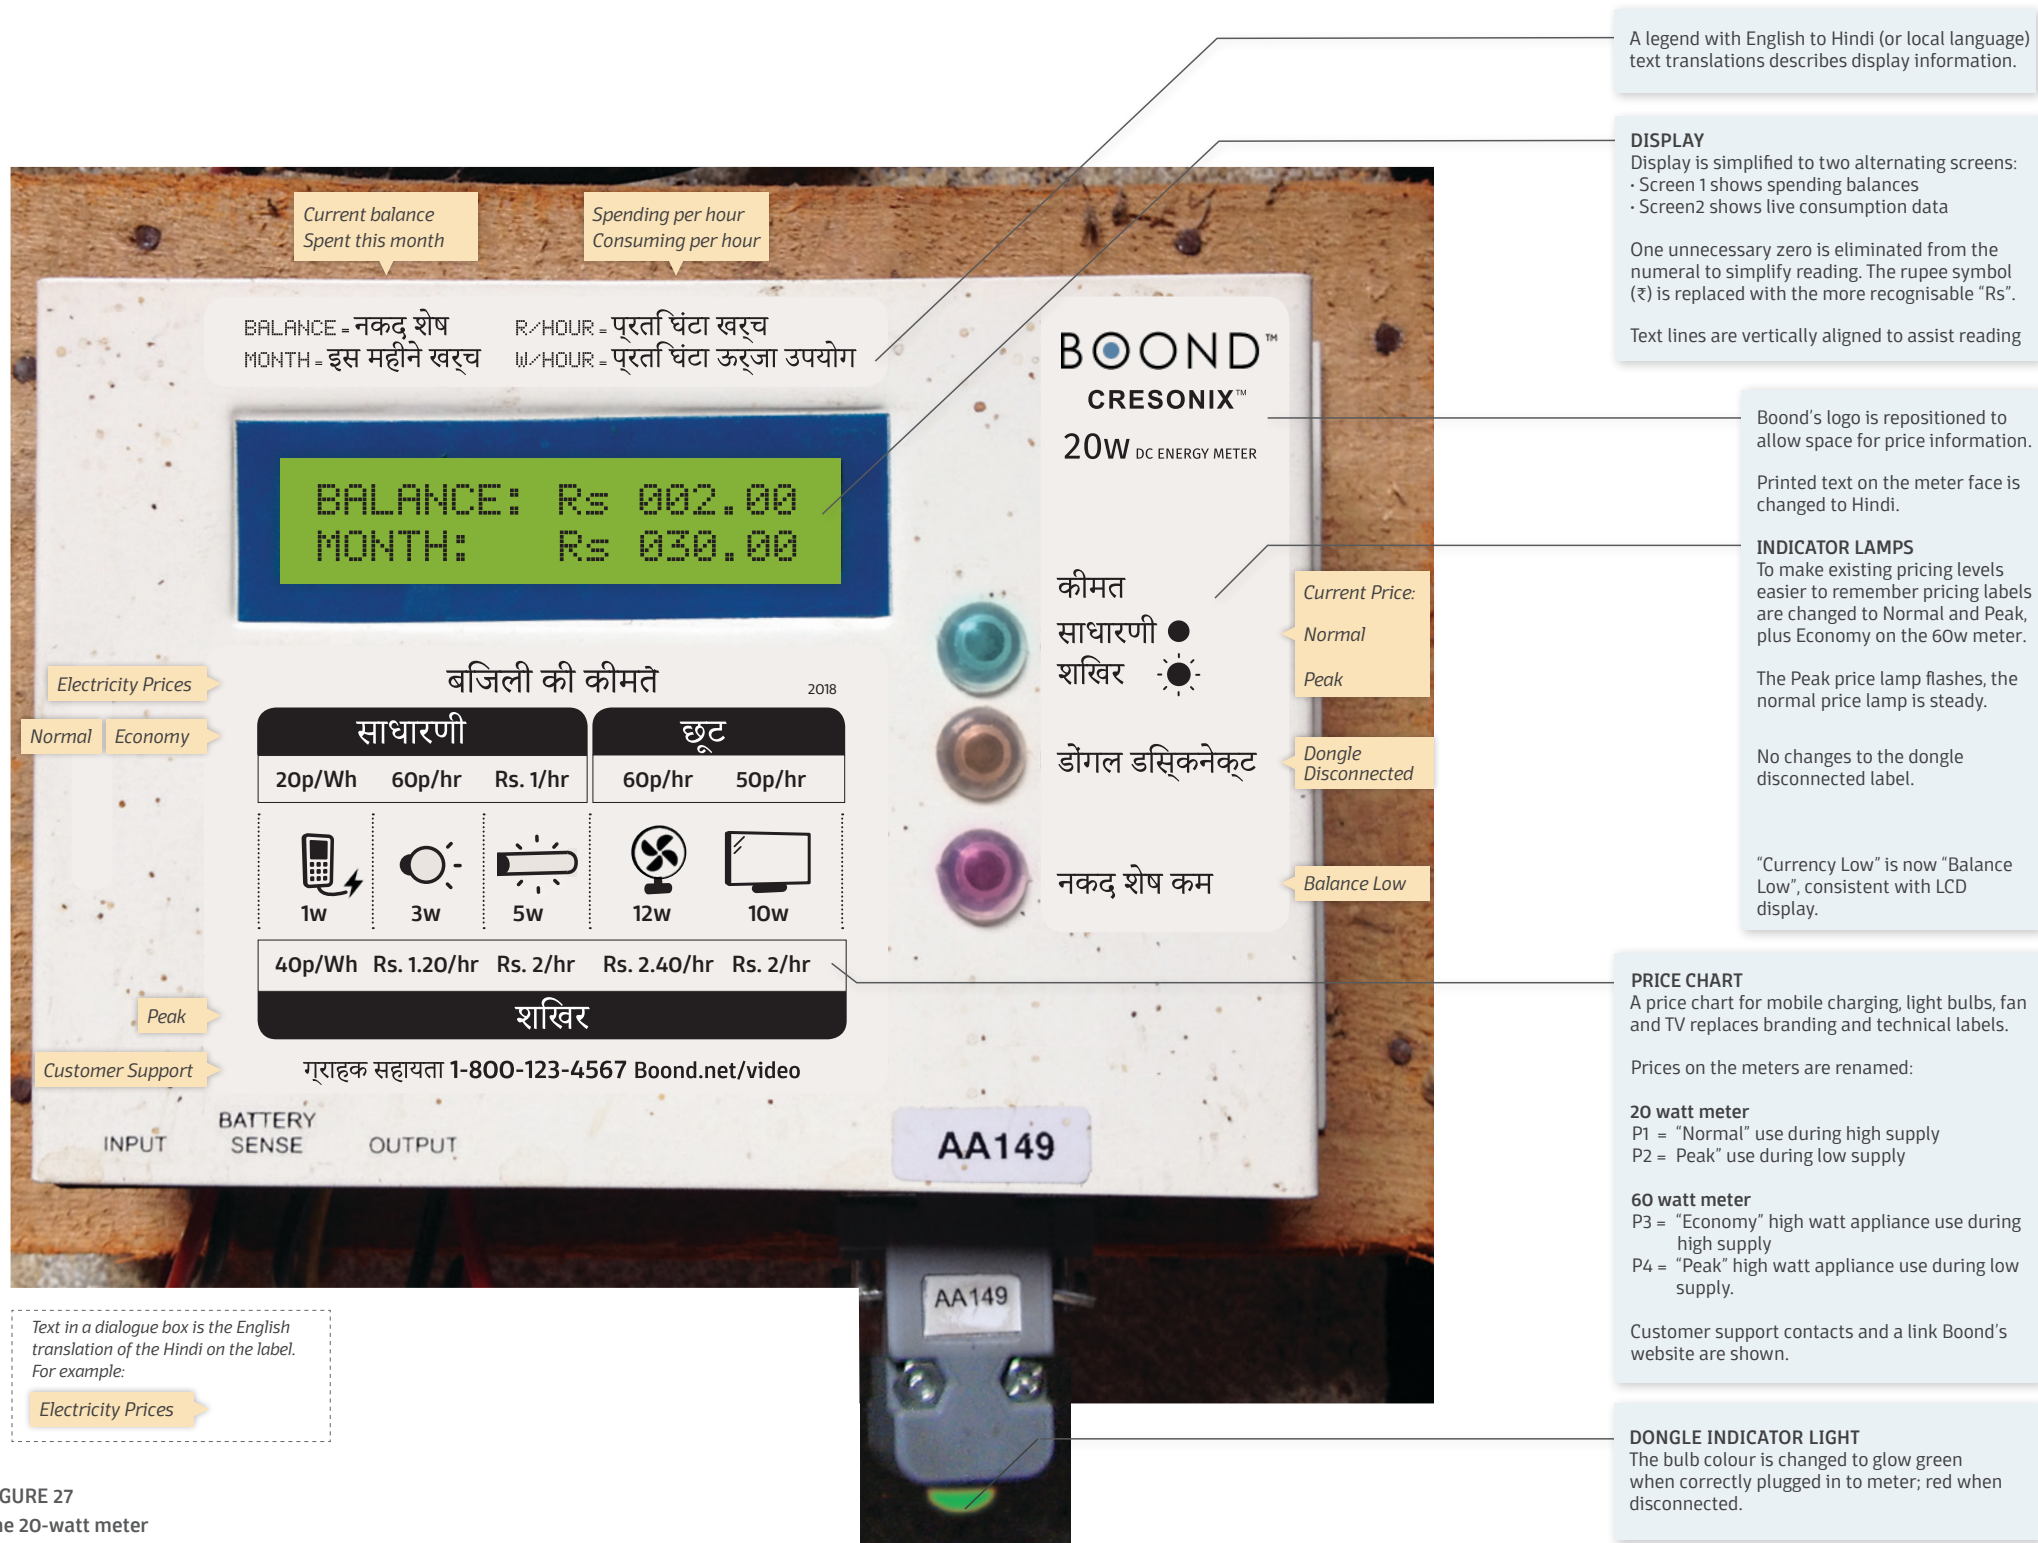 A legend with English to Hindi (or local language)
text translations describes display information.
DISPLAY
Display is simplified to two alternating screens:
• Screen 1 shows spending balances
• Screen2 shows live consumption data
One unnecessary zero is eliminated from the
numeral to simplify reading. The rupee symbol
(₹) is replaced with the more recognisable “Rs”.
Text lines are vertically aligned to assist reading
Current balance
Spent this month
Spending per hour
Consuming per hour
BALANCE = नकद शेष
MONTH = इस महीने खर्‌च
R/HOUR = प्‌रति घंटा खर्‌च
W/HOUR = प्‌रति घंटा ऊर्‌जा उपयोग
BOOND™
CRESONIX™
20W DC ENERGY METER
BALANCE: Rs 002.00
MONTH: Rs 030.00
Boond’s logo is repositioned to
allow space for price information.
Printed text on the meter face is
changed to Hindi.
INDICATOR LAMPS
To make existing pricing levels
easier to remember pricing labels
are changed to Normal and Peak,
plus Economy on the 60w meter.
The Peak price lamp flashes, the
normal price lamp is steady.
No changes to the dongle
disconnected label.
“Currency Low” is now “Balance
Low”, consistent with LCD
display.
कीमत
साधारणी
शखिर
डोंगल डसि्‌कनेक्‌ट
नकद शेष कम
Current Price:
Normal
Peak
Dongle
Disconnected
Balance Low
Electricity Prices
बजिली की कीमते
2018
Normal Economy
साधारणी छूट
20p/Wh 60p/hr Rs. 1/hr 60p/hr 50p/hr
1w 3w 5w 12w 10w
40p/Wh Rs. 1.20/hr Rs. 2/hr Rs. 2.40/hr Rs. 2/hr
Peak
शखिर
Customer Support
ग्‌राहक सहायता 1-800-123-4567 Boond.net/video
INPUT
BATTERY
SENSE
OUTPUT
AA149
AA149
PRICE CHART
A price chart for mobile charging, light bulbs, fan
and TV replaces branding and technical labels.
Prices on the meters are renamed:
20 watt meter
P1 = “Normal” use during high supply
P2 = Peak” use during low supply
60 watt meter
P3 = “Economy” high watt appliance use during
high supply
P4 = “Peak” high watt appliance use during low
supply.
Customer support contacts and a link Boond’s
website are shown.
DONGLE INDICATOR LIGHT
The bulb colour is changed to glow green
when correctly plugged in to meter; red when
disconnected.
Text in a dialogue box is the English
translation of the Hindi on the label.
For example:
Electricity Prices
GURE 27
he 20-watt meter